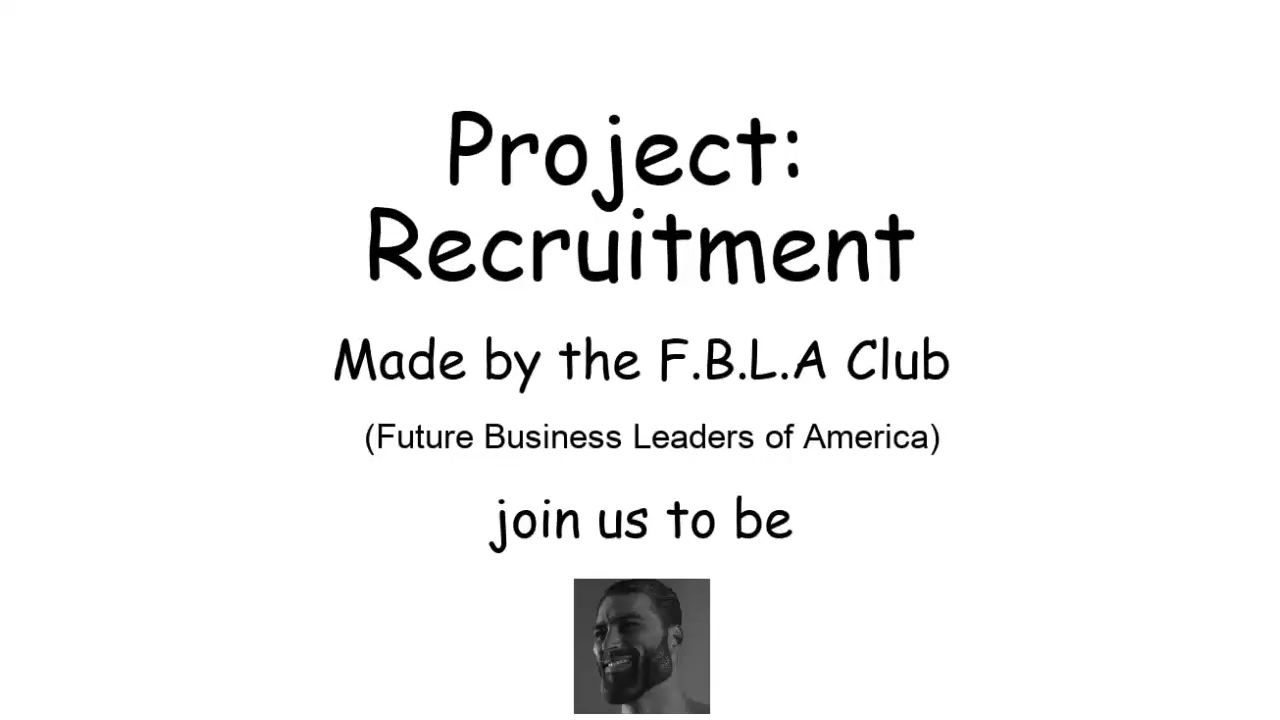 Project:
Recruitment
Made by the F.B.L.A Club
(Future Business Leaders of America)
join us to be